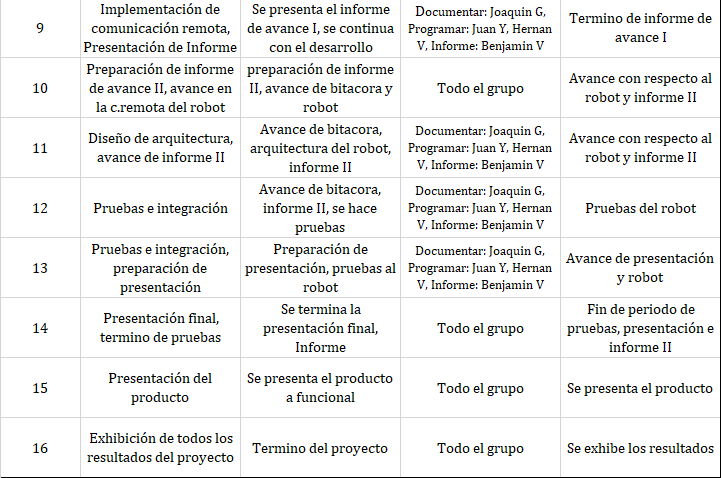 9
Implementación de
comunicación remota,
Presentación de Informe
Se presenta el informe
de avance I, se continua
con el desarrollo
Documentar: Joaquin G,
Programar: Juan Y, Hernan
V, Informe: Benjamin V
Termino de informe de
avance I
10
Preparación de informe
de avance II, avance en
la c.remota del robot
preparación de informe
II, avance de bitacora y
robot
Todo el grupo
Avance con respecto al
robot y informe II
11
Diseño de arquitectura,
avance de informe II
Avance de bitacora,
arquitectura del robot,
informe II
Documentar: Joaquin G,
Programar: Juan Y, Hernan
V, Informe: Benjamin V
Avance con respecto al
robot y informe II
12
Pruebas e integración
Avance de bitacora,
informe II, se hace
pruebas
Documentar: Joaquin G,
Programar: Juan Y, Hernan
V, Informe: Benjamin V
Pruebas del robot
13
Pruebas e integración,
preparación de
presentación
Preparación de
presentación, pruebas al
robot
Documentar: Joaquin G,
Programar: Juan Y, Hernan
V, Informe: Benjamin V
Avance de presentación
y robot
14
Presentación final,
termino de pruebas
Se termina la
presentación final,
Informe
Todo el grupo
Fin de periodo de
pruebas, presentación e
informe II
15
Presentación del
producto
Se presenta el producto
a funcional
Todo el grupo
Se presenta el producto
16
Exhibición de todos los
resultados del proyecto
Termino del proyecto
Todo el grupo
Se exhibe los resultados